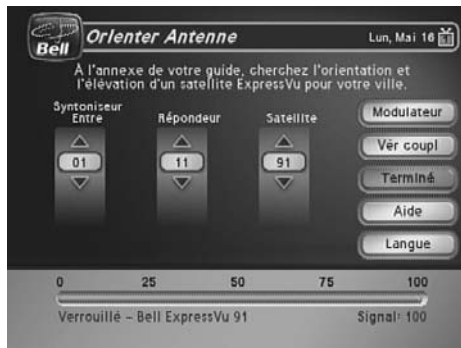 Bell
Orienter Antenne
Lun, Mai 16
À l'annexe de votre guide, cherchez l'orientation et
l'élévation d'un satellite ExpressVu pour votre ville.
Syntoniseur
Entre
Répondeur
Satellite
01
11
91
Modulateur
Vér coupl
Terminé
Aide
Langue
0 25 50 75 100
Verrouillé - Bell ExpressVu 91
Signal: 100